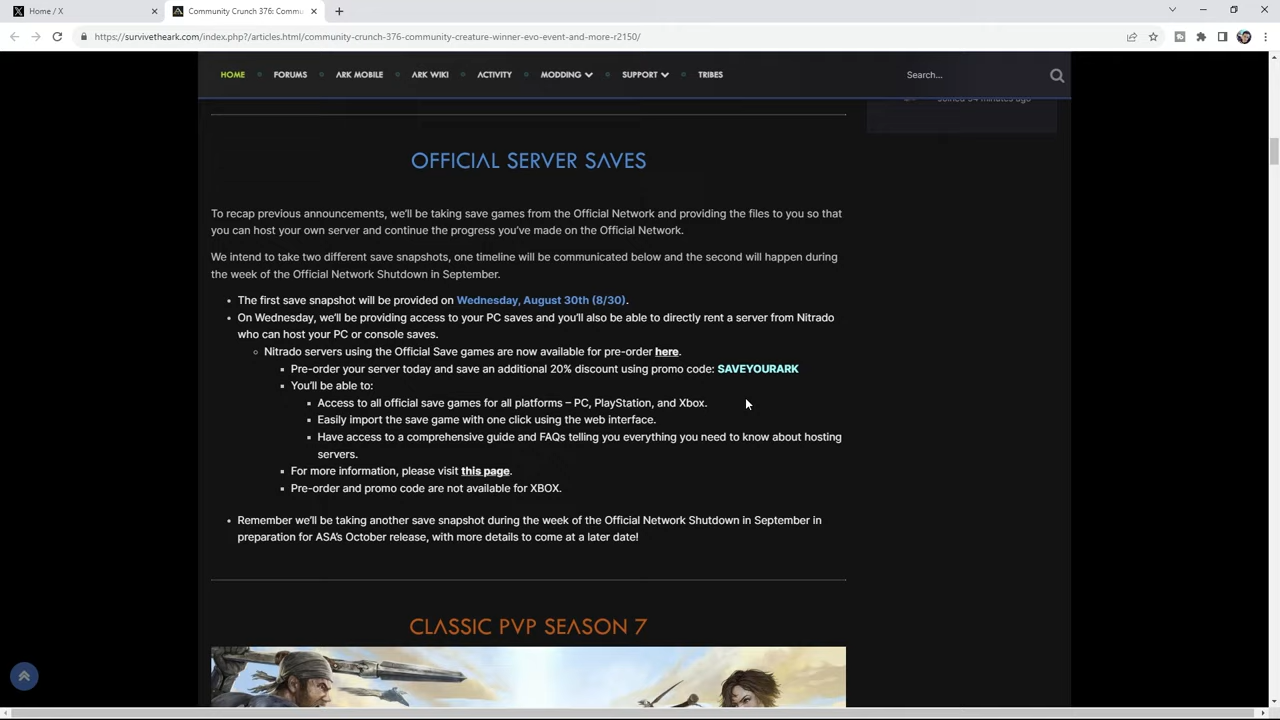 Home / X
Community Crunch 376: Commu
https://survivetheark.com/index.php?/articles.html/community-crunch-376-community-creature-winner-evo-event-and-more-r2150/
HOME FORUMS ARK MOBILE ARK WIKI ACTIVITY MODDING SUPPORT TRIBES Search...
Joined 54 minutes ago
OFFICIAL SERVER SAVES
To recap previous announcements, we'll be taking save games from the Official Network and providing the files to you so that
you can host your own server and continue the progress you've made on the Official Network.
We intend to take two different save snapshots, one timeline will be communicated below and the second will happen during
the week of the Official Network Shutdown in September.
• The first save snapshot will be provided on Wednesday, August 30th (8/30).
• On Wednesday, we'll be providing access to your PC saves and you'll also be able to directly rent a server from Nitrado
who can host your PC or console saves.
◦ Nitrado servers using the Official Save games are now available for pre-order here.
▪ Pre-order your server today and save an additional 20% discount using promo code: SAVEYOURARK
▪ You'll be able to:
▪ Access to all official save games for all platforms – PC, PlayStation, and Xbox.
▪ Easily import the save game with one click using the web interface.
▪ Have access to a comprehensive guide and FAQs telling you everything you need to know about hosting
servers.
▪ For more information, please visit this page.
▪ Pre-order and promo code are not available for XBOX.
• Remember we'll be taking another save snapshot during the week of the Official Network Shutdown in September in
preparation for ASA's October release, with more details to come at a later date!
CLASSIC PVP SEASON 7